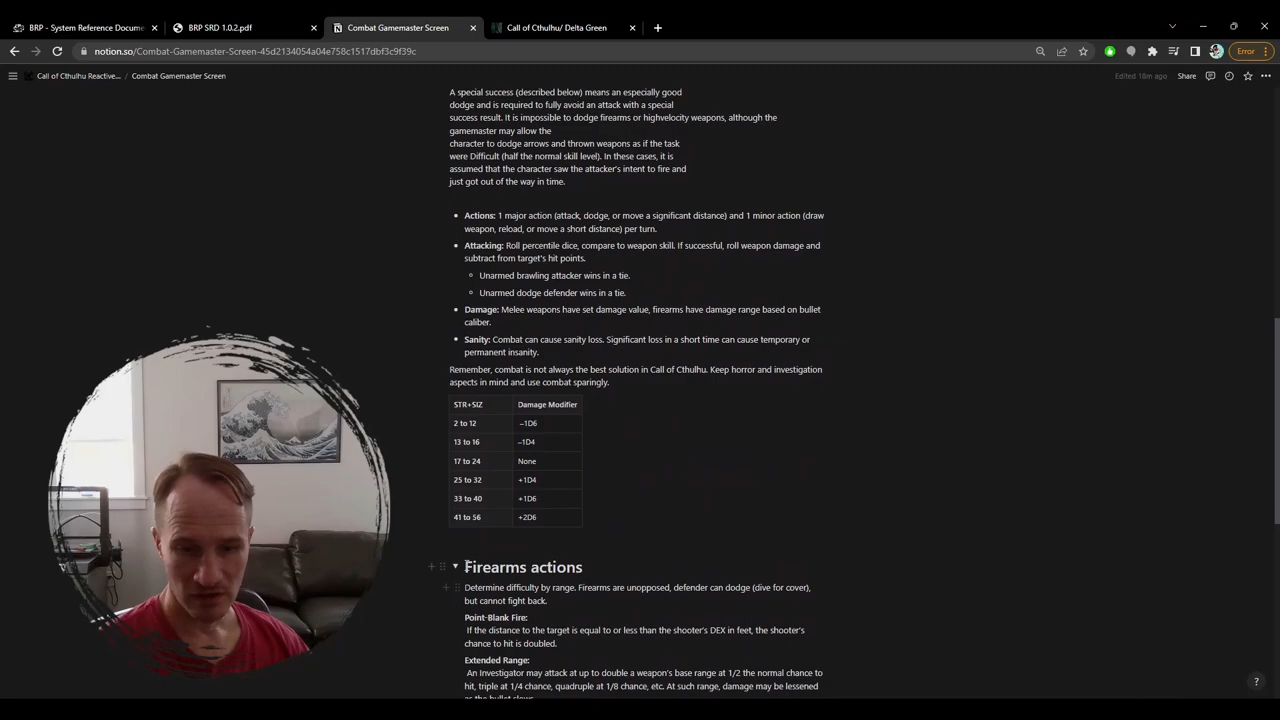 BRP - System Reference Docume
BRP SRD 1.0.2.pdf
Combat Gamemaster Screen
Call of Cthulhu/ Delta Green
notion.so/Combat-Gamemaster-Screen-45d2134054a04e758c1517dbf3c9f39c
Error
Call of Cthulhu Reactive... / Combat Gamemaster Screen
Edited 18m ago
Share
A special success (described below) means an especially good
dodge and is required to fully avoid an attack with a special
success result. It is impossible to dodge firearms or highvelocity weapons, although the
gamemaster may allow the
character to dodge arrows and thrown weapons as if the task
were Difficult (half the normal skill level). In these cases, it is
assumed that the character saw the attacker's intent to fire and
just got out of the way in time.
• Actions: 1 major action (attack, dodge, or move a significant distance) and 1 minor action (draw
weapon, reload, or move a short distance) per turn.
• Attacking: Roll percentile dice, compare to weapon skill. If successful, roll weapon damage and
subtract from target's hit points.
◦ Unarmed brawling attacker wins in a tie.
◦ Unarmed dodge defender wins in a tie.
• Damage: Melee weapons have set damage value, firearms have damage range based on bullet
caliber.
• Sanity: Combat can cause sanity loss. Significant loss in a short time can cause temporary or
permanent insanity.
Remember, combat is not always the best solution in Call of Cthulhu. Keep horror and investigation
aspects in mind and use combat sparingly.
STR+SIZ Damage Modifier
2 to 12 –1D6
13 to 16 –1D4
17 to 24 None
25 to 32 +1D4
33 to 40 +1D6
41 to 56 +2D6
Firearms actions
Determine difficulty by range. Firearms are unopposed, defender can dodge (dive for cover),
but cannot fight back.
Point-Blank Fire:
If the distance to the target is equal to or less than the shooter's DEX in feet, the shooter's
chance to hit is doubled.
Extended Range:
An Investigator may attack at up to double a weapon's base range at 1/2 the normal chance to
hit, triple at 1/4 chance, quadruple at 1/8 chance, etc. At such range, damage may be lessened
as the bullet slows.
?